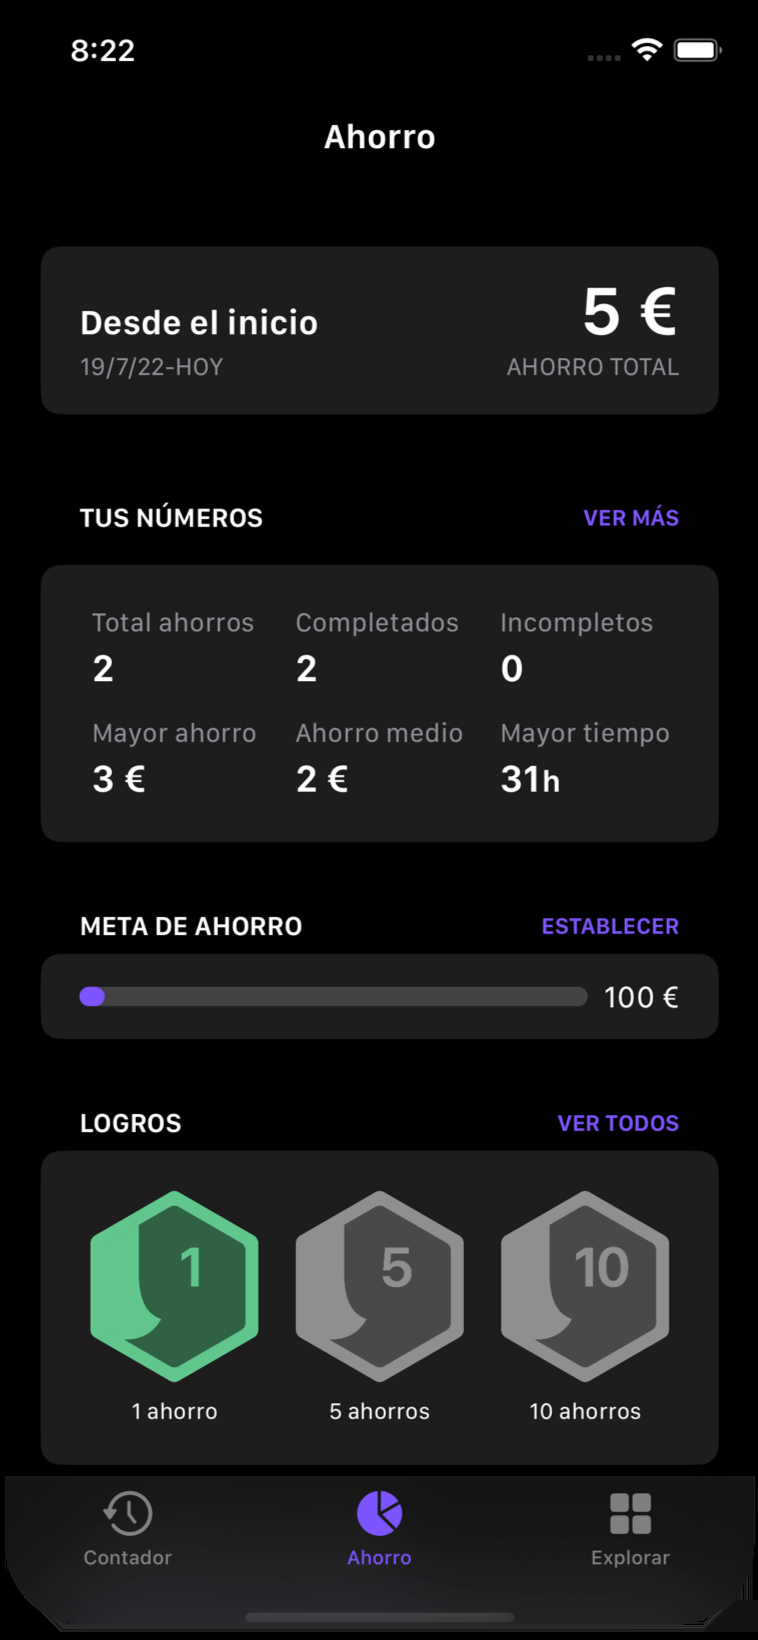 8:22
Ahorro
Desde el inicio
5 €
19/7/22-HOY
AHORRO TOTAL
TUS NÚMEROS
VER MÁS
Total ahorros
Completados
Incompletos
2
2
0
Mayor ahorro
Ahorro medio
Mayor tiempo
3 €
2 €
31h
META DE AHORRO
ESTABLECER
100 €
LOGROS
VER TODOS
1
5
10
1 ahorro
5 ahorros
10 ahorros
Contador
Ahorro
Explorar